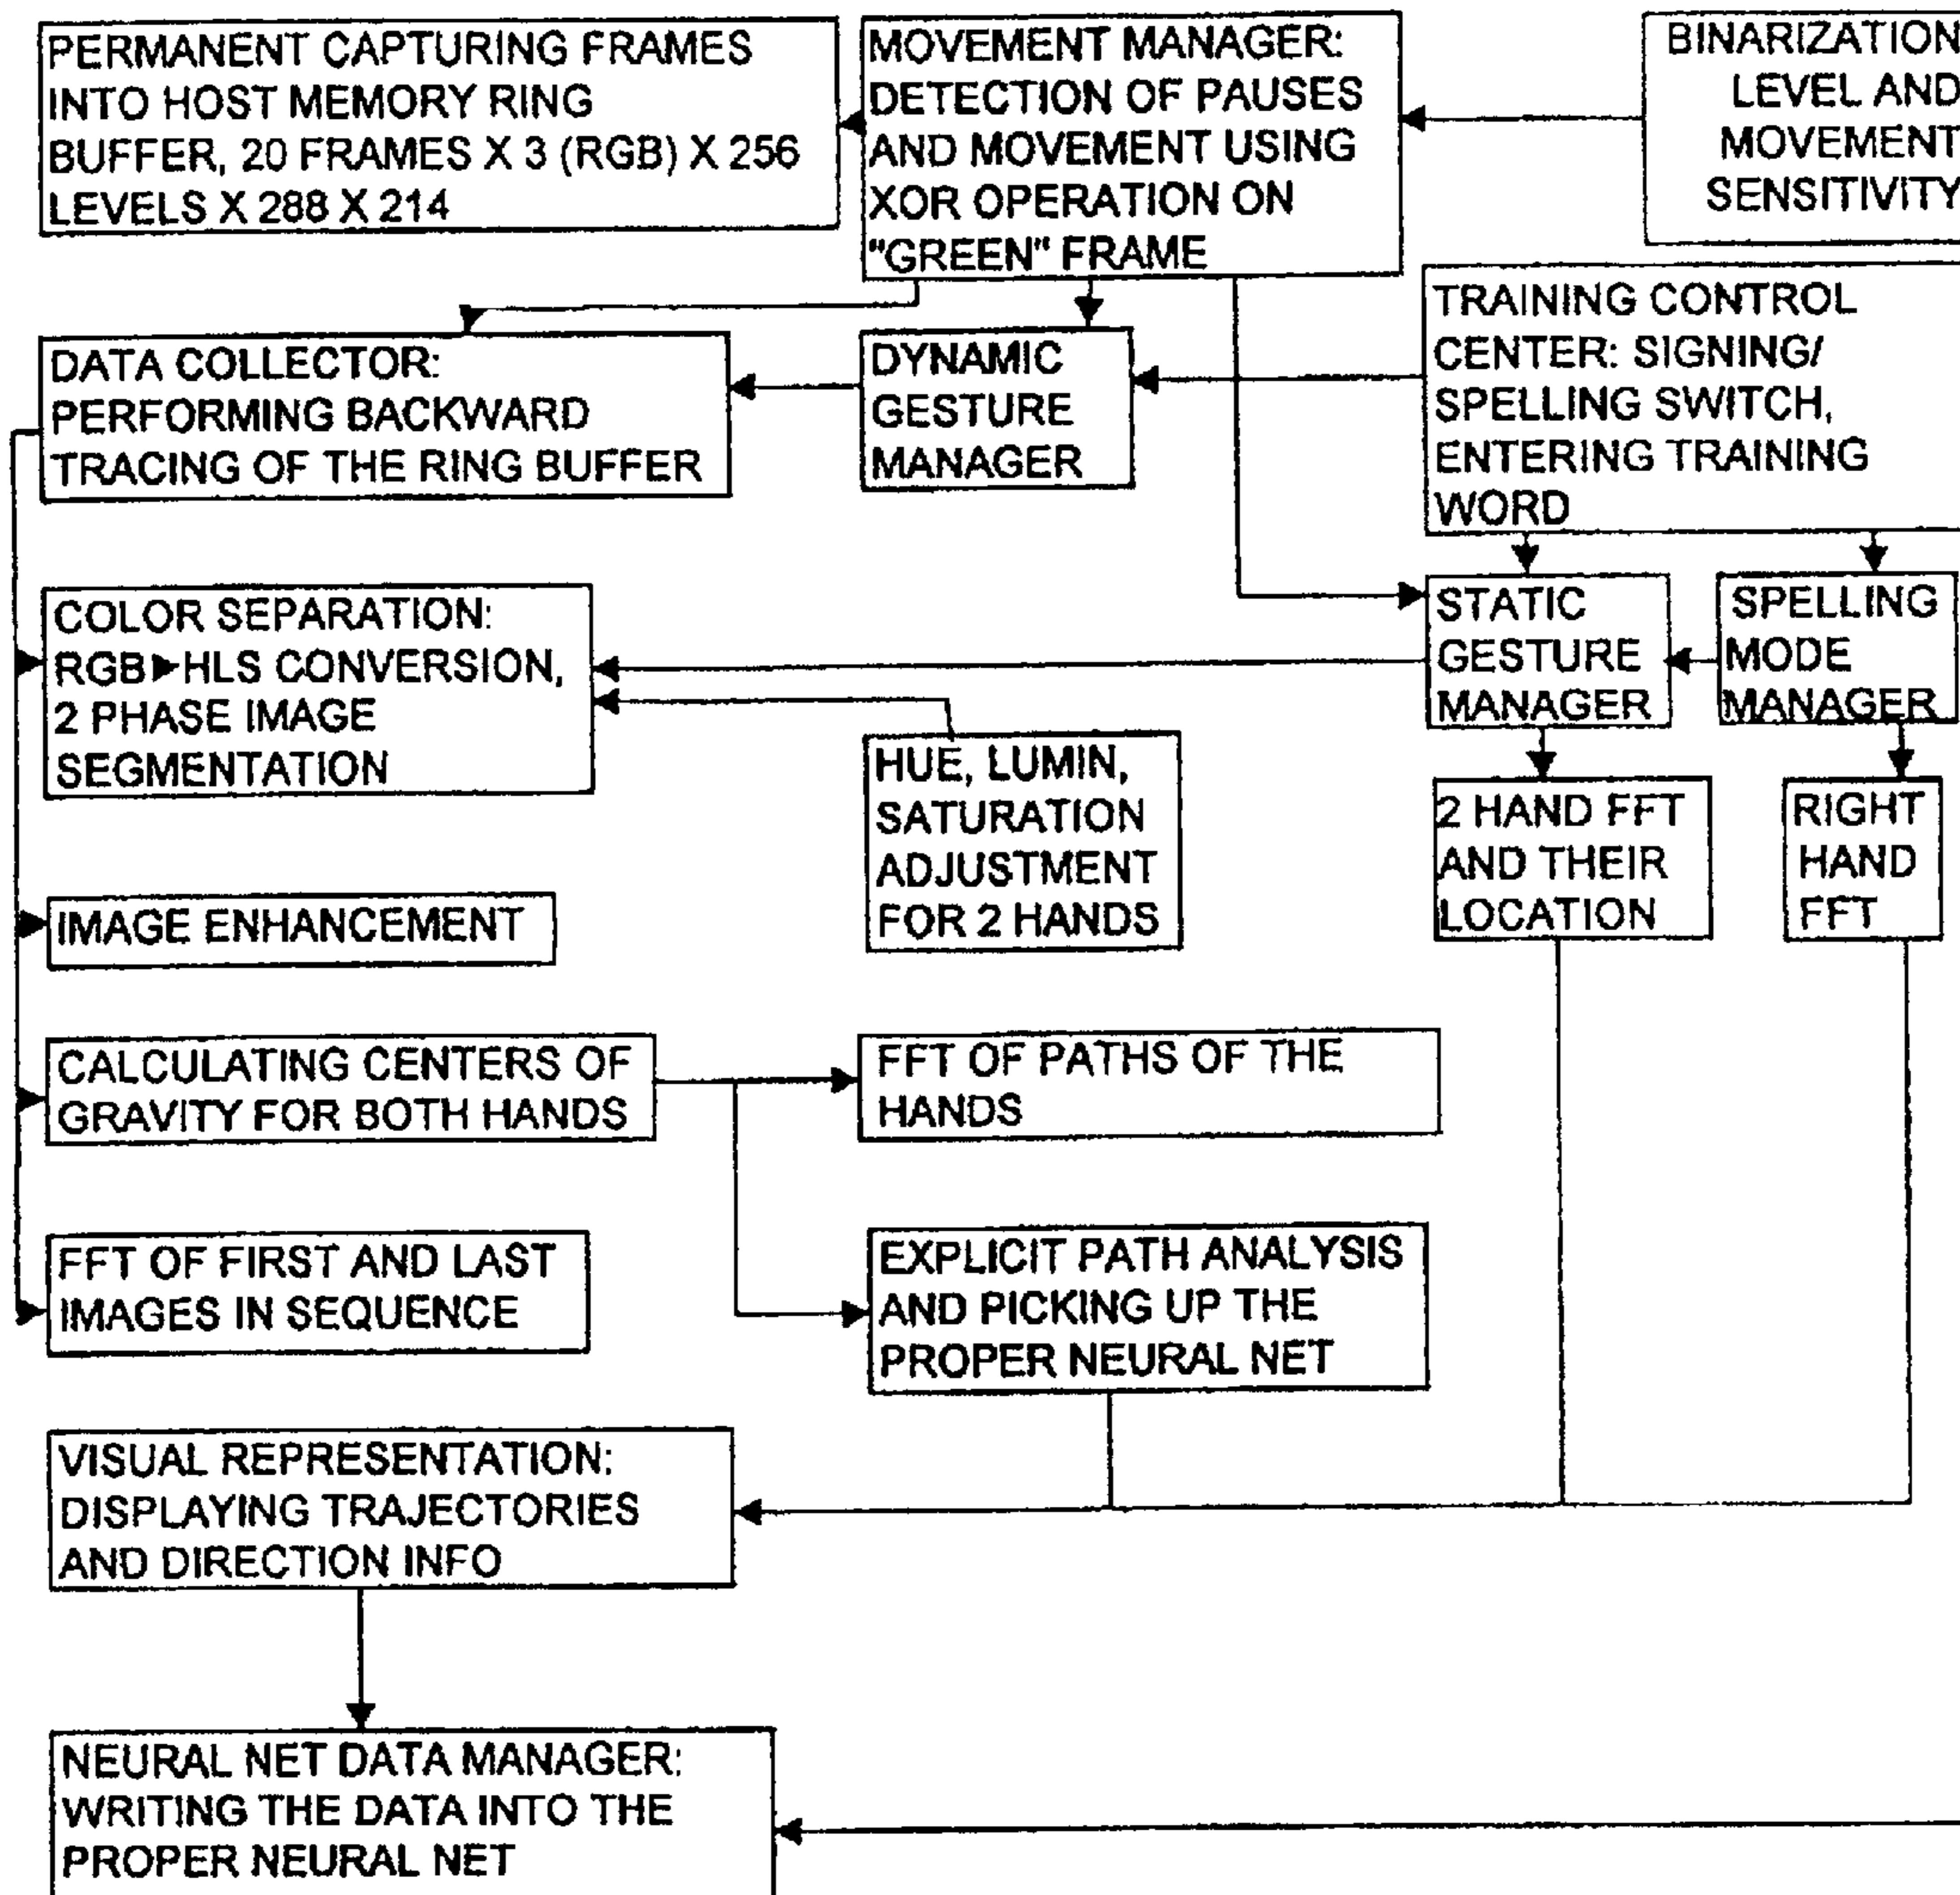 PERMANENT CAPTURING FRAMES
INTO HOST MEMORY RING
BUFFER, 20 FRAMES X 3 (RGB) X 256
LEVELS X 288 X 214
MOVEMENT MANAGER:
DETECTION OF PAUSES
AND MOVEMENT USING
XOR OPERATION ON
"GREEN" FRAME
BINARIZATION
LEVEL AND
MOVEMENT
SENSITIVITY
DATA COLLECTOR:
PERFORMING BACKWARD
TRACING OF THE RING BUFFER
DYNAMIC
GESTURE
MANAGER
TRAINING CONTROL
CENTER: SIGNING/
SPELLING SWITCH,
ENTERING TRAINING
WORD
COLOR SEPARATION:
RGB►HLS CONVERSION,
2 PHASE IMAGE
SEGMENTATION
STATIC
GESTURE
MANAGER
SPELLING
MODE
MANAGER
HUE, LUMIN,
SATURATION
ADJUSTMENT
FOR 2 HANDS
2 HAND FFT
AND THEIR
LOCATION
RIGHT
HAND
FFT
IMAGE ENHANCEMENT
CALCULATING CENTERS OF
GRAVITY FOR BOTH HANDS
FFT OF PATHS OF THE
HANDS
FFT OF FIRST AND LAST
IMAGES IN SEQUENCE
EXPLICIT PATH ANALYSIS
AND PICKING UP THE
PROPER NEURAL NET
VISUAL REPRESENTATION:
DISPLAYING TRAJECTORIES
AND DIRECTION INFO
NEURAL NET DATA MANAGER:
WRITING THE DATA INTO THE
PROPER NEURAL NET